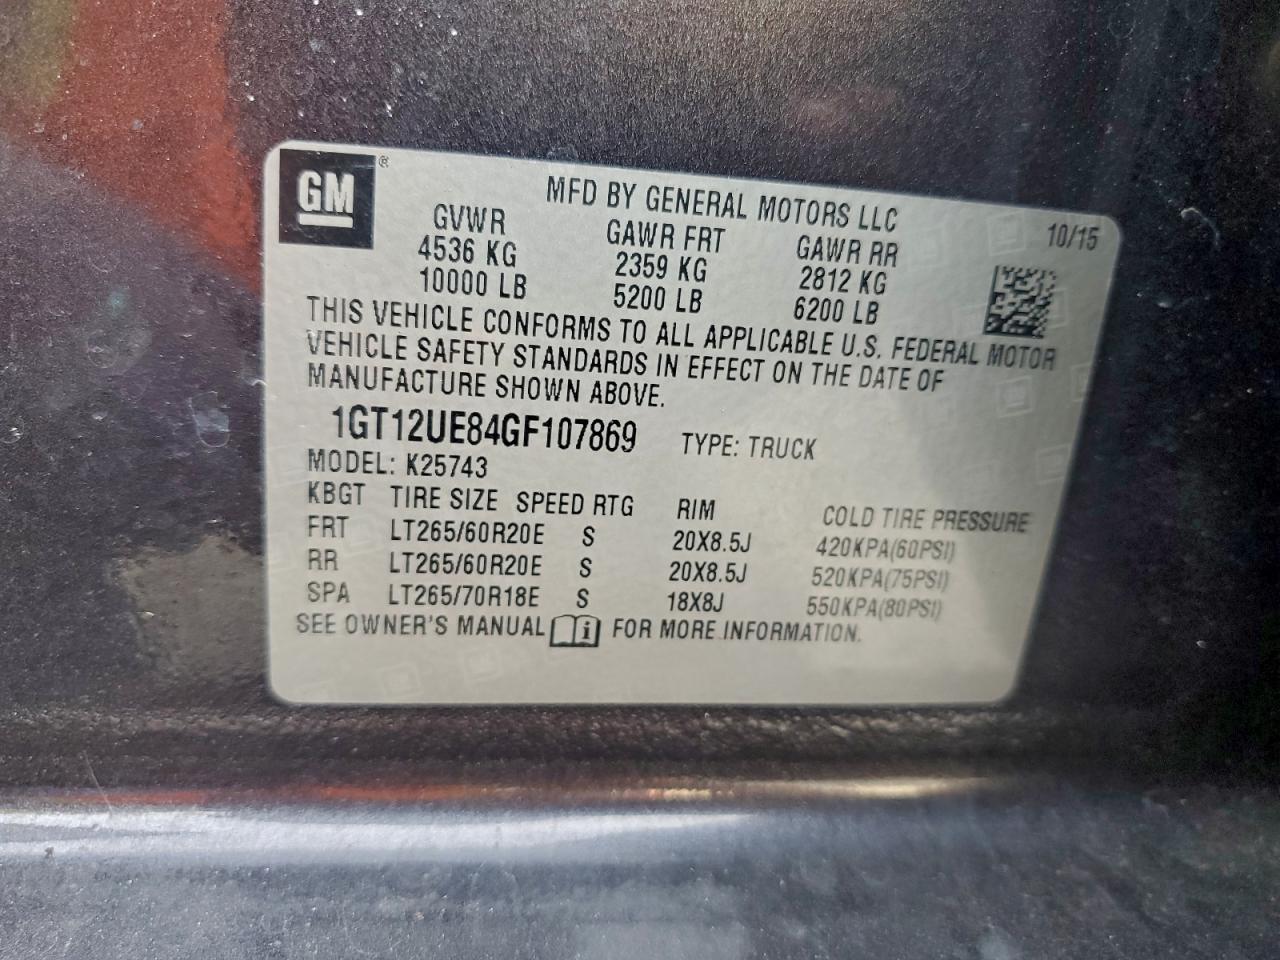 GM ®
MFD BY GENERAL MOTORS LLC 10/15
GVWR GAWR FRT GAWR RR
4536 KG 2359 KG 2812 KG
10000 LB 5200 LB 6200 LB
THIS VEHICLE CONFORMS TO ALL APPLICABLE U.S. FEDERAL MOTOR
VEHICLE SAFETY STANDARDS IN EFFECT ON THE DATE OF
MANUFACTURE SHOWN ABOVE.
1GT12UE84GF107869 TYPE: TRUCK
MODEL: K25743
KBGT TIRE SIZE SPEED RTG RIM COLD TIRE PRESSURE
FRT LT265/60R20E S 20X8.5J 420KPA(60PSI)
RR LT265/60R20E S 20X8.5J 520KPA(75PSI)
SPA LT265/70R18E S 18X8J 550KPA(80PSI)
SEE OWNER'S MANUAL i FOR MORE INFORMATION.